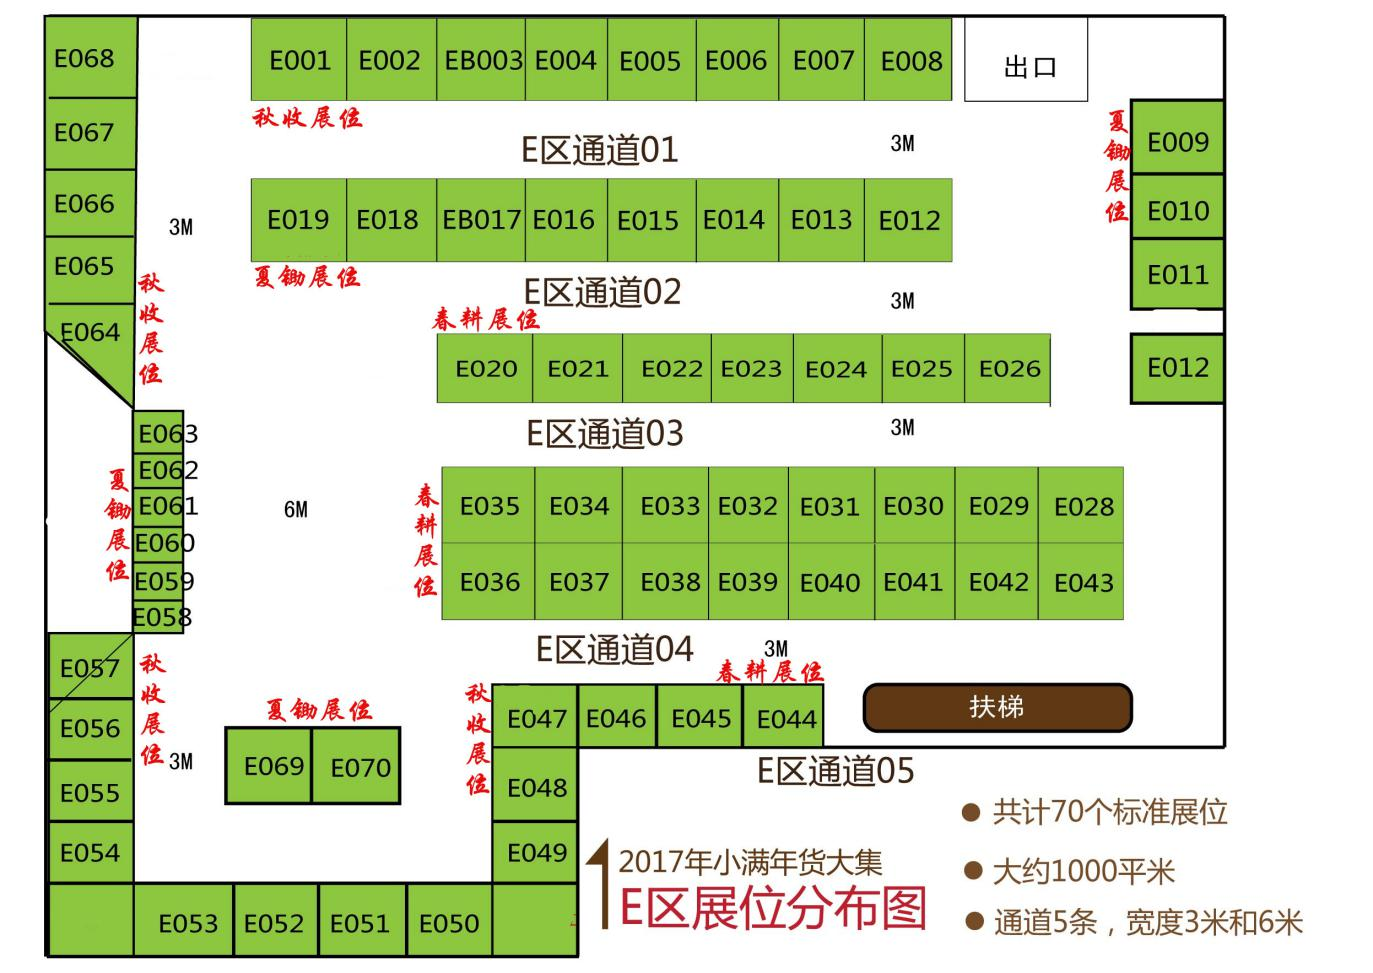 E068
E001 E002 EB003 E004 E005 E006 E007 E008
出口
E067
秋收展位
E区通道01
3M
夏锄展位
E009
E066
3M
E019 E018 EB017 E016 E015 E014 E013 E012
E010
E065
秋收展位
夏锄展位
E区通道02
3M
E011
E064
春耕展位
E020 E021 E022 E023 E024 E025 E026
E012
E063
E区通道03
3M
E062
夏锄展位
E061
6M
春耕展位
E035 E034 E033 E032 E031 E030 E029 E028
E060
E059
E036 E037 E038 E039 E040 E041 E042 E043
E058
E057
秋收展位
E区通道04
3M
春耕展位
E056
夏锄展位
秋收展位
E047 E046 E045 E044
扶梯
3M
E069 E070
E区通道05
E055
E048
共计70个标准展位
E054
E049
2017年小满年货大集
大约1000平米
E053 E052 E051 E050
E区展位分布图
通道5条，宽度3米和6米